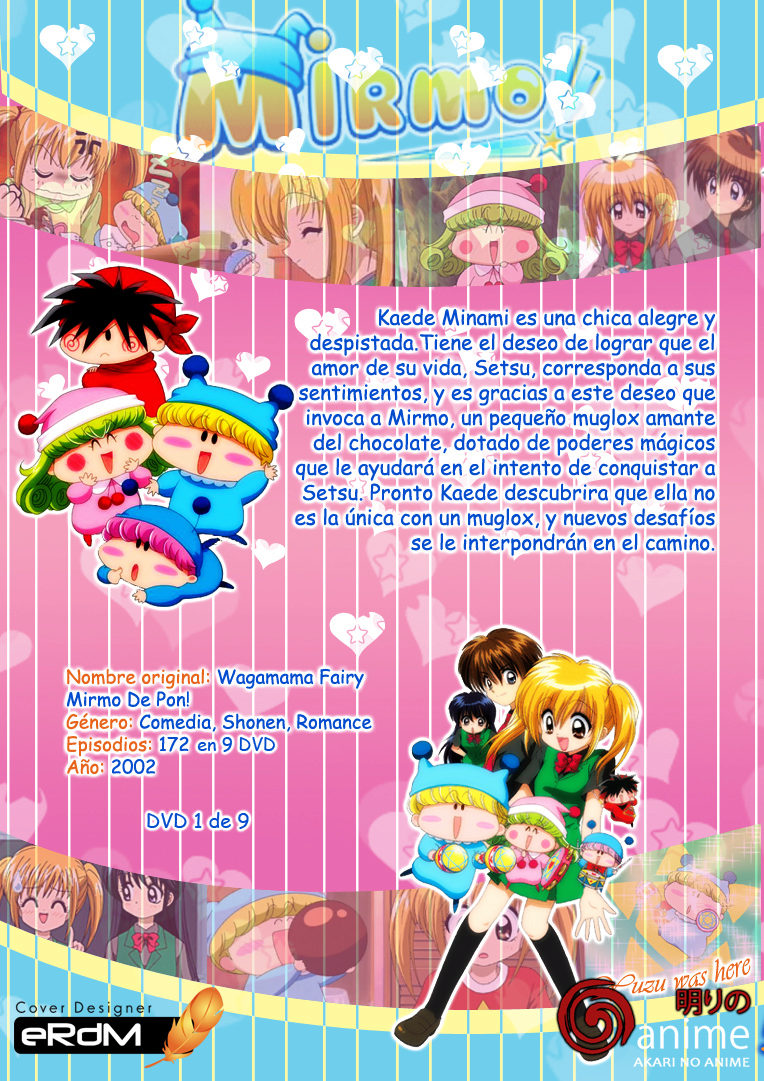 Mirmo!
Kaede Minami es una chica alegre y
despistada.Tiene el deseo de lograr que el
amor de su vida, Setsu, corresponda a sus
sentimientos, y es gracias a este deseo que
invoca a Mirmo, un pequeño muglox amante
del chocolate, dotado de poderes mágicos
que le ayudará en el intento de conquistar a
Setsu. Pronto Kaede descubrira que ella no
es la única con un muglox, y nuevos desafíos
se le interpondrán en el camino.
Nombre original: Wagamama Fairy
Mirmo De Pon!
Género: Comedia, Shonen, Romance
Episodios: 172 en 9 DVD
Año: 2002
DVD 1 de 9
Yuzu was here
Cover Designer
eRdM
明りの
anime
AKARI NO ANIME